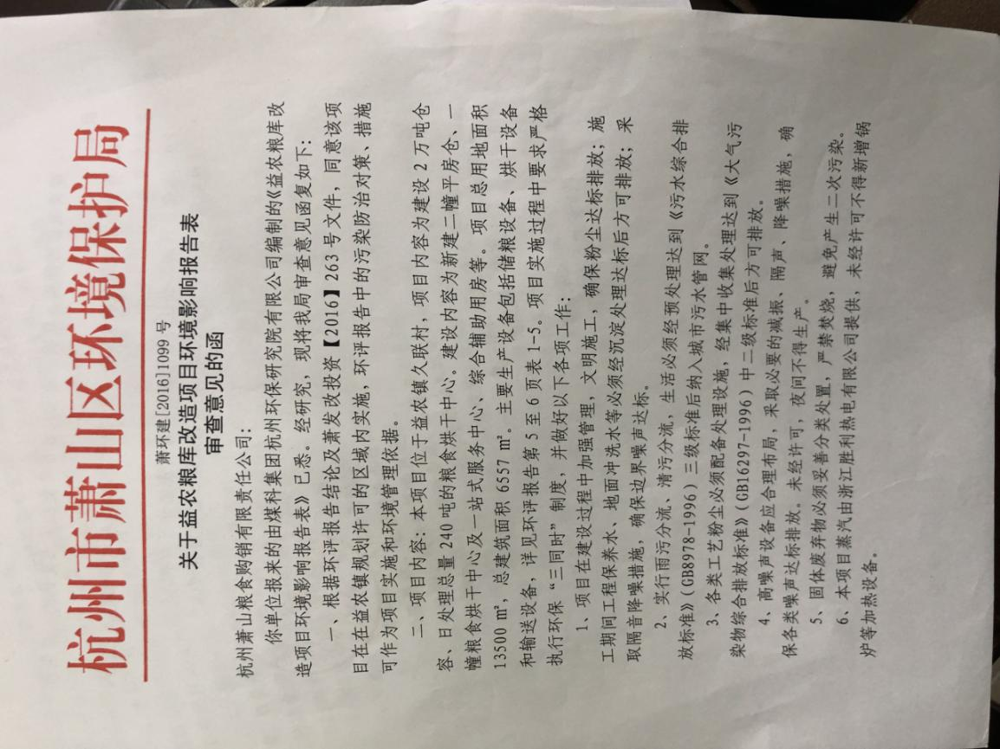 杭州市萧山区环境保护局
萧环建[2016]1099 号
关于益农粮库改造项目环境影响报告表
审查意见的函
杭州萧山粮食购销有限责任公司：
你单位报来的由煤科集团杭州环保研究院有限公司编制的《益农粮库改
造项目环境影响报告表》已悉。经研究，现将我局审查意见函复如下：
一、根据环评报告结论及萧发改投资【2016】263 号文件，同意该项
目在在益农镇规划许可的区域内实施，环评报告中的污染防治对策、措施
可作为项目实施和环境管理依据。
二、项目内容：本项目位于益农镇久联村，项目内容为建设 2 万吨仓
容、日处理总量 240 吨的粮食烘干中心。建设内容为新建二幢平房仓、一
幢粮食烘干中心及一站式服务中心、综合辅助用房等。项目总用地面积
13500 ㎡，总建筑面积 6557 ㎡。主要生产设备包括储粮设备、烘干设备
和输送设备，详见环评报告第 5 至 6 页表 1-5。项目实施过程中要求严格
执行环保“三同时”制度，并做好以下各项工作：
1、项目在建设过程中加强管理，文明施工，确保粉尘达标排放；施
工期间工程保养水、地面冲洗水等必须经沉淀处理达标后方可排放；采
取隔音降噪措施，确保边界噪声达标。
2、实行雨污分流、清污分流，生活必须经预处理达到《污水综合排
放标准》（GB8978-1996）三级标准后纳入城市污水管网。
3、各类工艺粉尘必须配备处理设施，经集中收集处理达到《大气污
染物综合排放标准》（GB16297-1996）中二级标准后方可排放。
4、高噪声设备应合理布局，采取必要的减振、隔声、降噪措施，确
保各类噪声达标排放。未经许可，夜间不得生产。
5、固体废弃物必须妥善分类处置，严禁焚烧，避免产生二次污染。
6、本项目蒸汽由浙江胜利热电有限公司提供，未经许可不得新增锅
炉等加热设备。